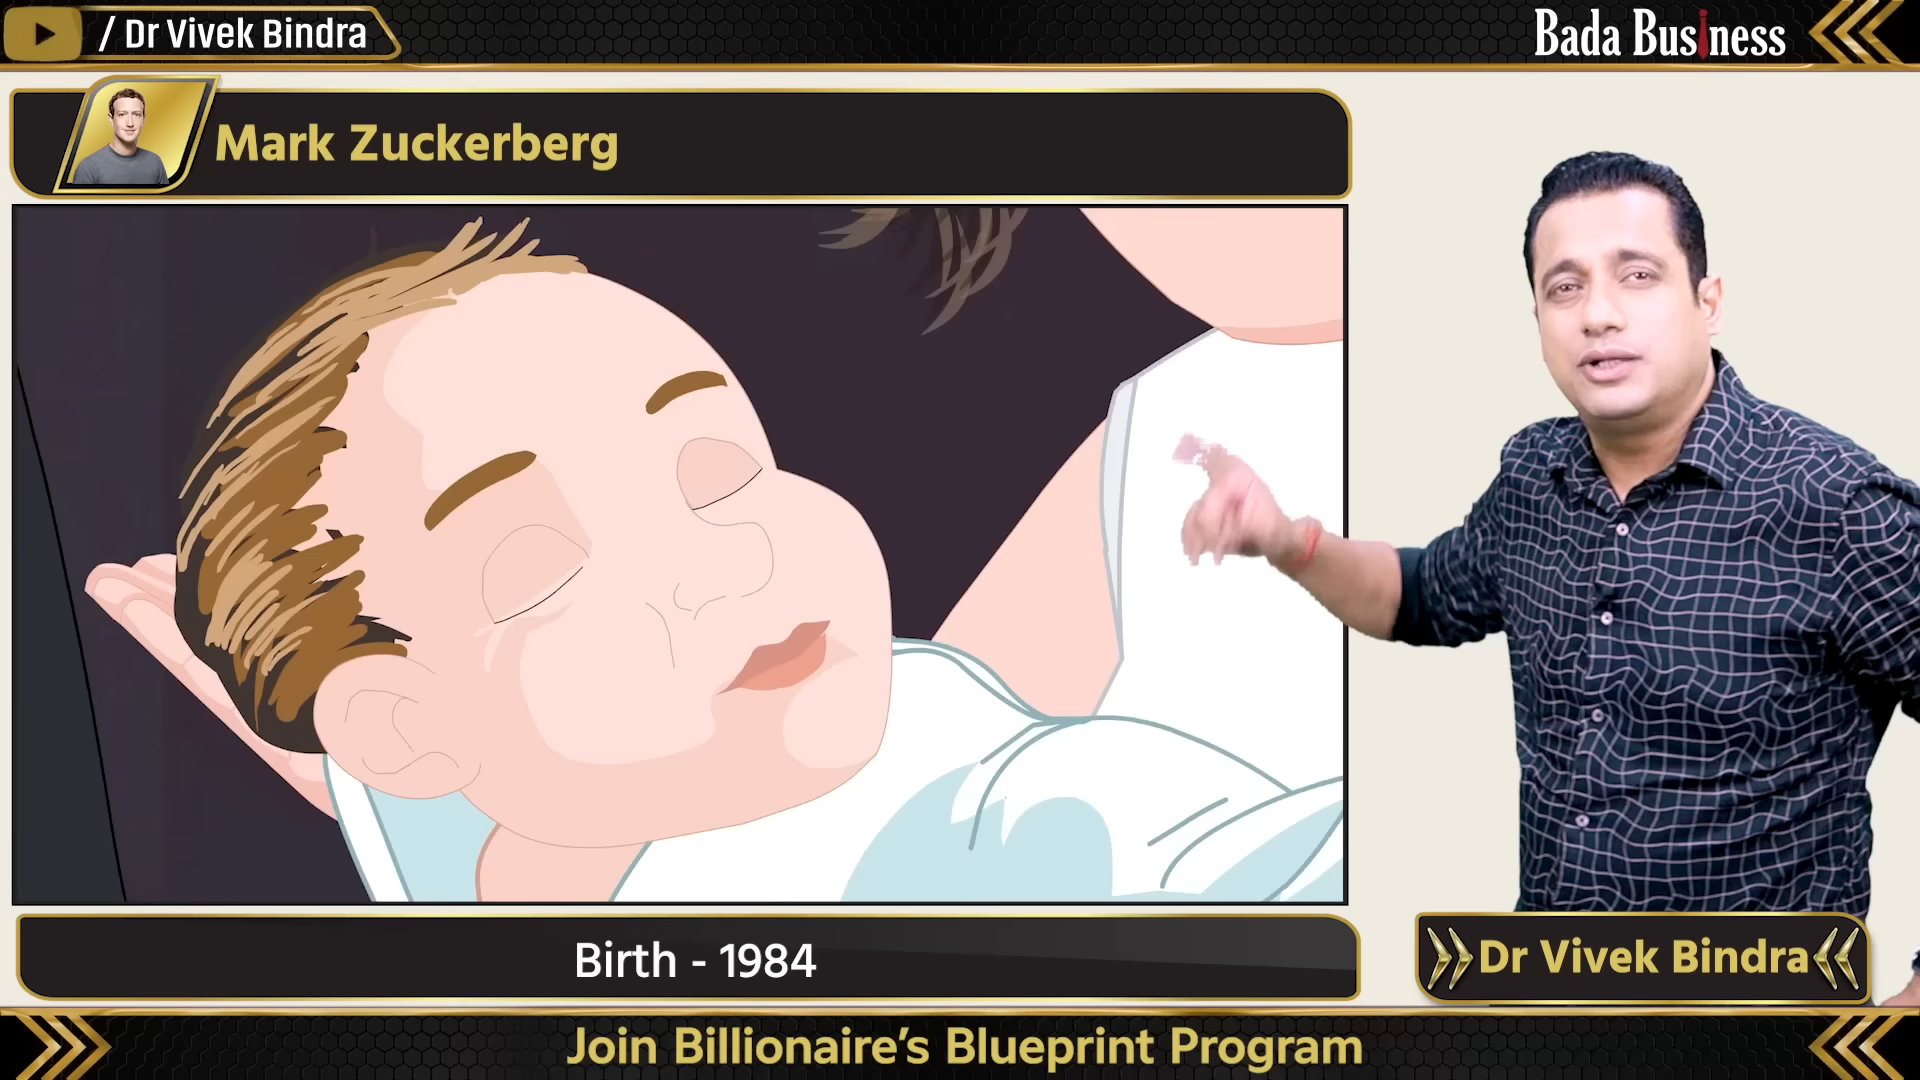 / Dr Vivek Bindra
Bada Business
Mark Zuckerberg
Birth - 1984
Dr Vivek Bindra
Join Billionaire’s Blueprint Program